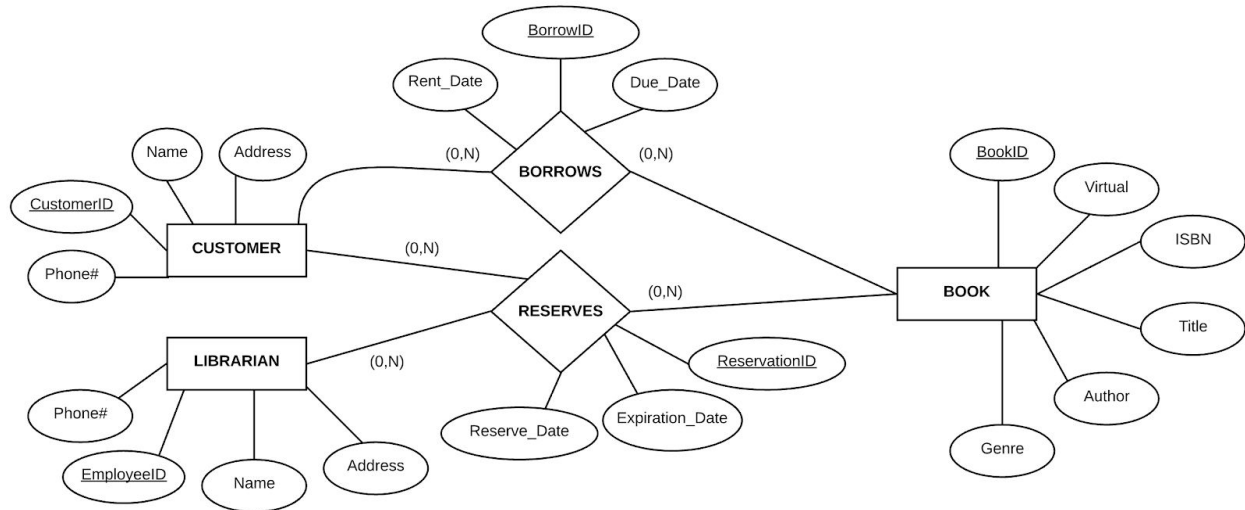 BorrowID
Rent_Date
Due_Date
(0,N)
BORROWS
(0,N)
Name
Address
CustomerID
CUSTOMER
Phone#
(0,N)
RESERVES
(0,N)
LIBRARIAN
(0,N)
Phone#
EmployeeID
Name
Address
Reserve_Date
Expiration_Date
ReservationID
BookID
Virtual
ISBN
BOOK
Title
Author
Genre